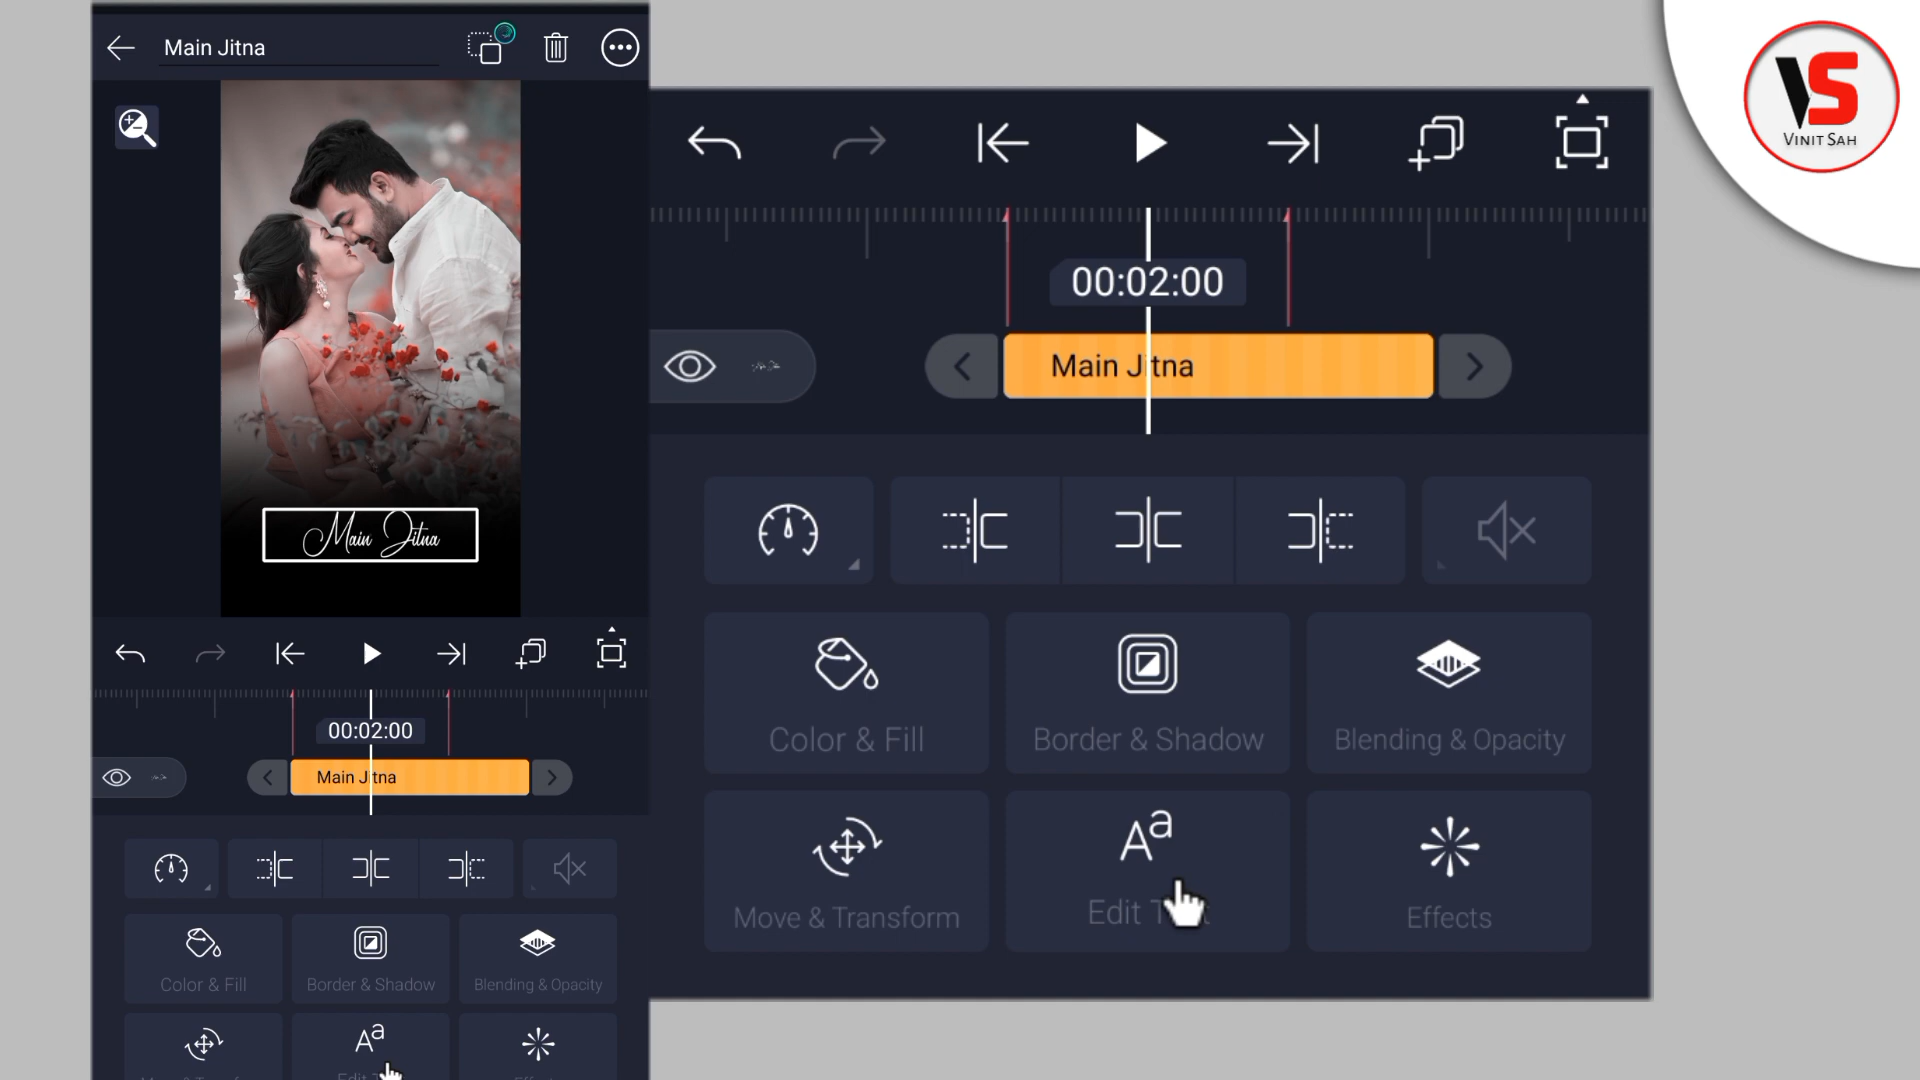 Main Jitna
Main Jitna
00:02:00
Main Jitna
Color & Fill
Border & Shadow
Blending & Opacity
VS
VINIT SAH
00:02:00
Main Jitna
Color & Fill
Border & Shadow
Blending & Opacity
Move & Transform
Edit
Effects